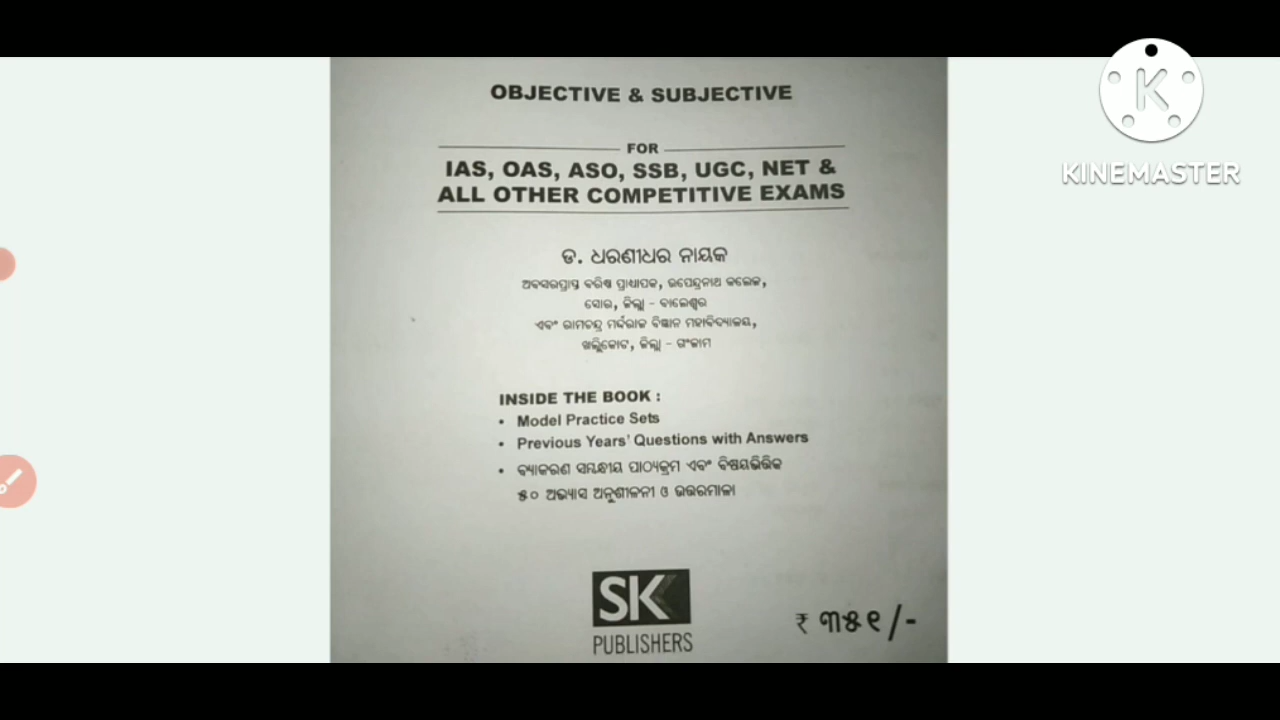 OBJECTIVE & SUBJECTIVE
FOR
IAS, OAS, ASO, SSB, UGC, NET &
ALL OTHER COMPETITIVE EXAMS
ଡ. ଧରଣୀଧର ନାୟକ
ଅବସରପ୍ରାପ୍ତ ବରିଷ୍ଠ ପ୍ରାଧ୍ୟାପକ, ଉପେନ୍ଦ୍ରନାଥ କଲେଜ,
ସୋର, ଜିଲ୍ଲା - ବାଲେଶ୍ୱର
ଏବଂ ରାମଚନ୍ଦ୍ର ମର୍ଦ୍ଦରାଜ ବିଜ୍ଞାନ ମହାବିଦ୍ୟାଳୟ,
ଖଲ୍ଲିକୋଟ, ଜିଲ୍ଲା - ଗଂଜାମ
INSIDE THE BOOK :
• Model Practice Sets
• Previous Years' Questions with Answers
• ବ୍ୟାକରଣ ସମ୍ବନ୍ଧୀୟ ପାଠ୍ୟକ୍ରମ ଏବଂ ବିଷୟଭିତ୍ତିକ
୫୦ ଅଭ୍ୟାସ ଅନୁଶୀଳନୀ ଓ ଉତ୍ତରମାଳା
SK
PUBLISHERS
₹ ୩୫୧/-
K
KINEMASTER